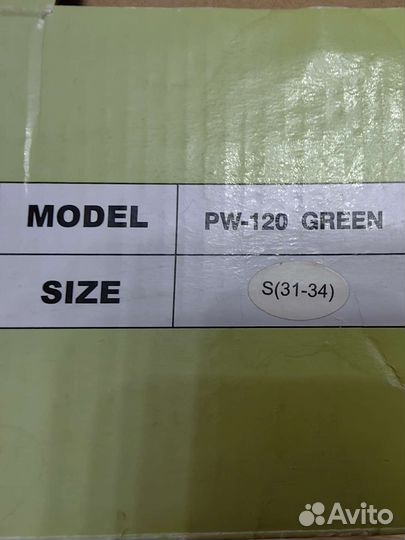 MODEL PW-120 GREEN
SIZE S(31-34)
Avito